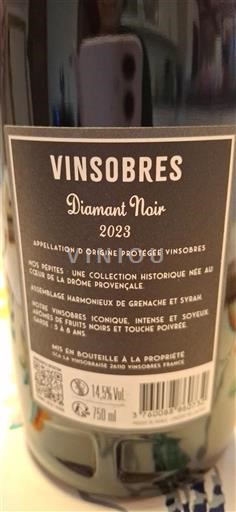 VINSOBRES
Diamant Noir
2023
APPELLATION D'ORIGINE PROTÉGÉE VINSOBRES
VINIOU
NOS PÉPITES : UNE COLLECTION HISTORIQUE NÉE AU
CŒUR DE LA DRÔME PROVENÇALE.
ASSEMBLAGE HARMONIEUX DE GRENACHE ET SYRAH.
NOTRE VINSOBRES ICONIQUE, INTENSE ET SOYEUX.
ARÔMES DE FRUITS NOIRS ET TOUCHE POIVRÉE.
GARDE : 5 À 8 ANS.
MIS EN BOUTEILLE À LA PROPRIÉTÉ
SCA LA VINSOBRAISE 26110 VINSOBRES FRANCE
14,5% Vol.
750 ml